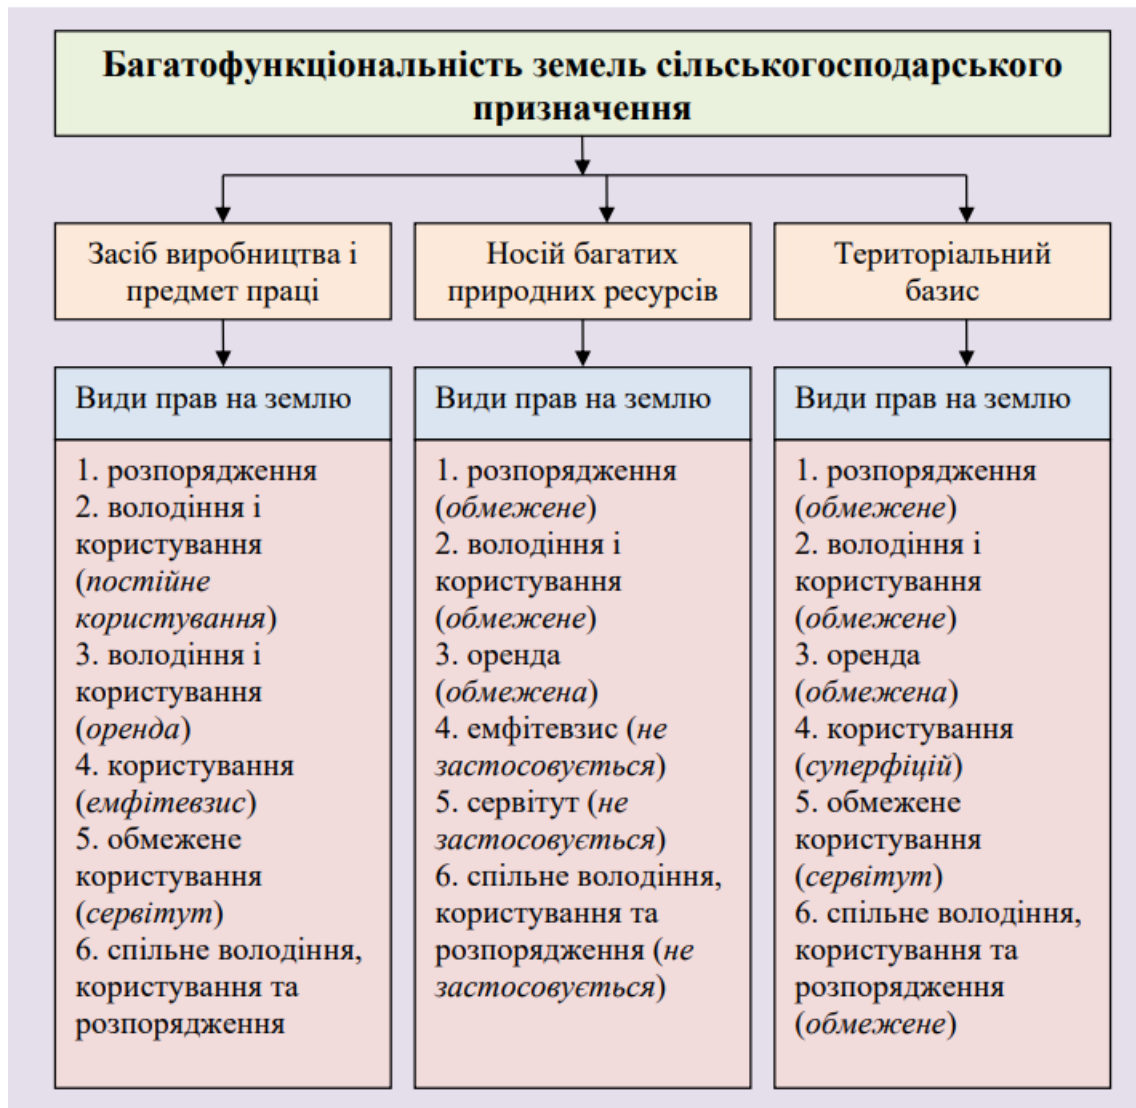 Багатофункціональність земель сільськогосподарського
призначення
Засіб виробництва і
предмет праці
Види прав на землю
1. розпорядження
2. володіння і
користування
(постійне
користування)
3. володіння і
користування
(оренда)
4. користування
(емфітевзис)
5. обмежене
користування
(сервітут)
6. спільне володіння,
користування та
розпорядження
Носій багатих
природних ресурсів
Види прав на землю
1. розпорядження
(обмежене)
2. володіння і
користування
(обмежене)
3. оренда
(обмежена)
4. емфітевзис (не
застосовується)
5. сервітут (не
застосовується)
6. спільне володіння,
користування та
розпорядження (не
застосовується)
Територіальний
базис
Види прав на землю
1. розпорядження
(обмежене)
2. володіння і
користування
(обмежене)
3. оренда
(обмежена)
4. користування
(суперфіцій)
5. обмежене
користування
(сервітут)
6. спільне володіння,
користування та
розпорядження
(обмежене)